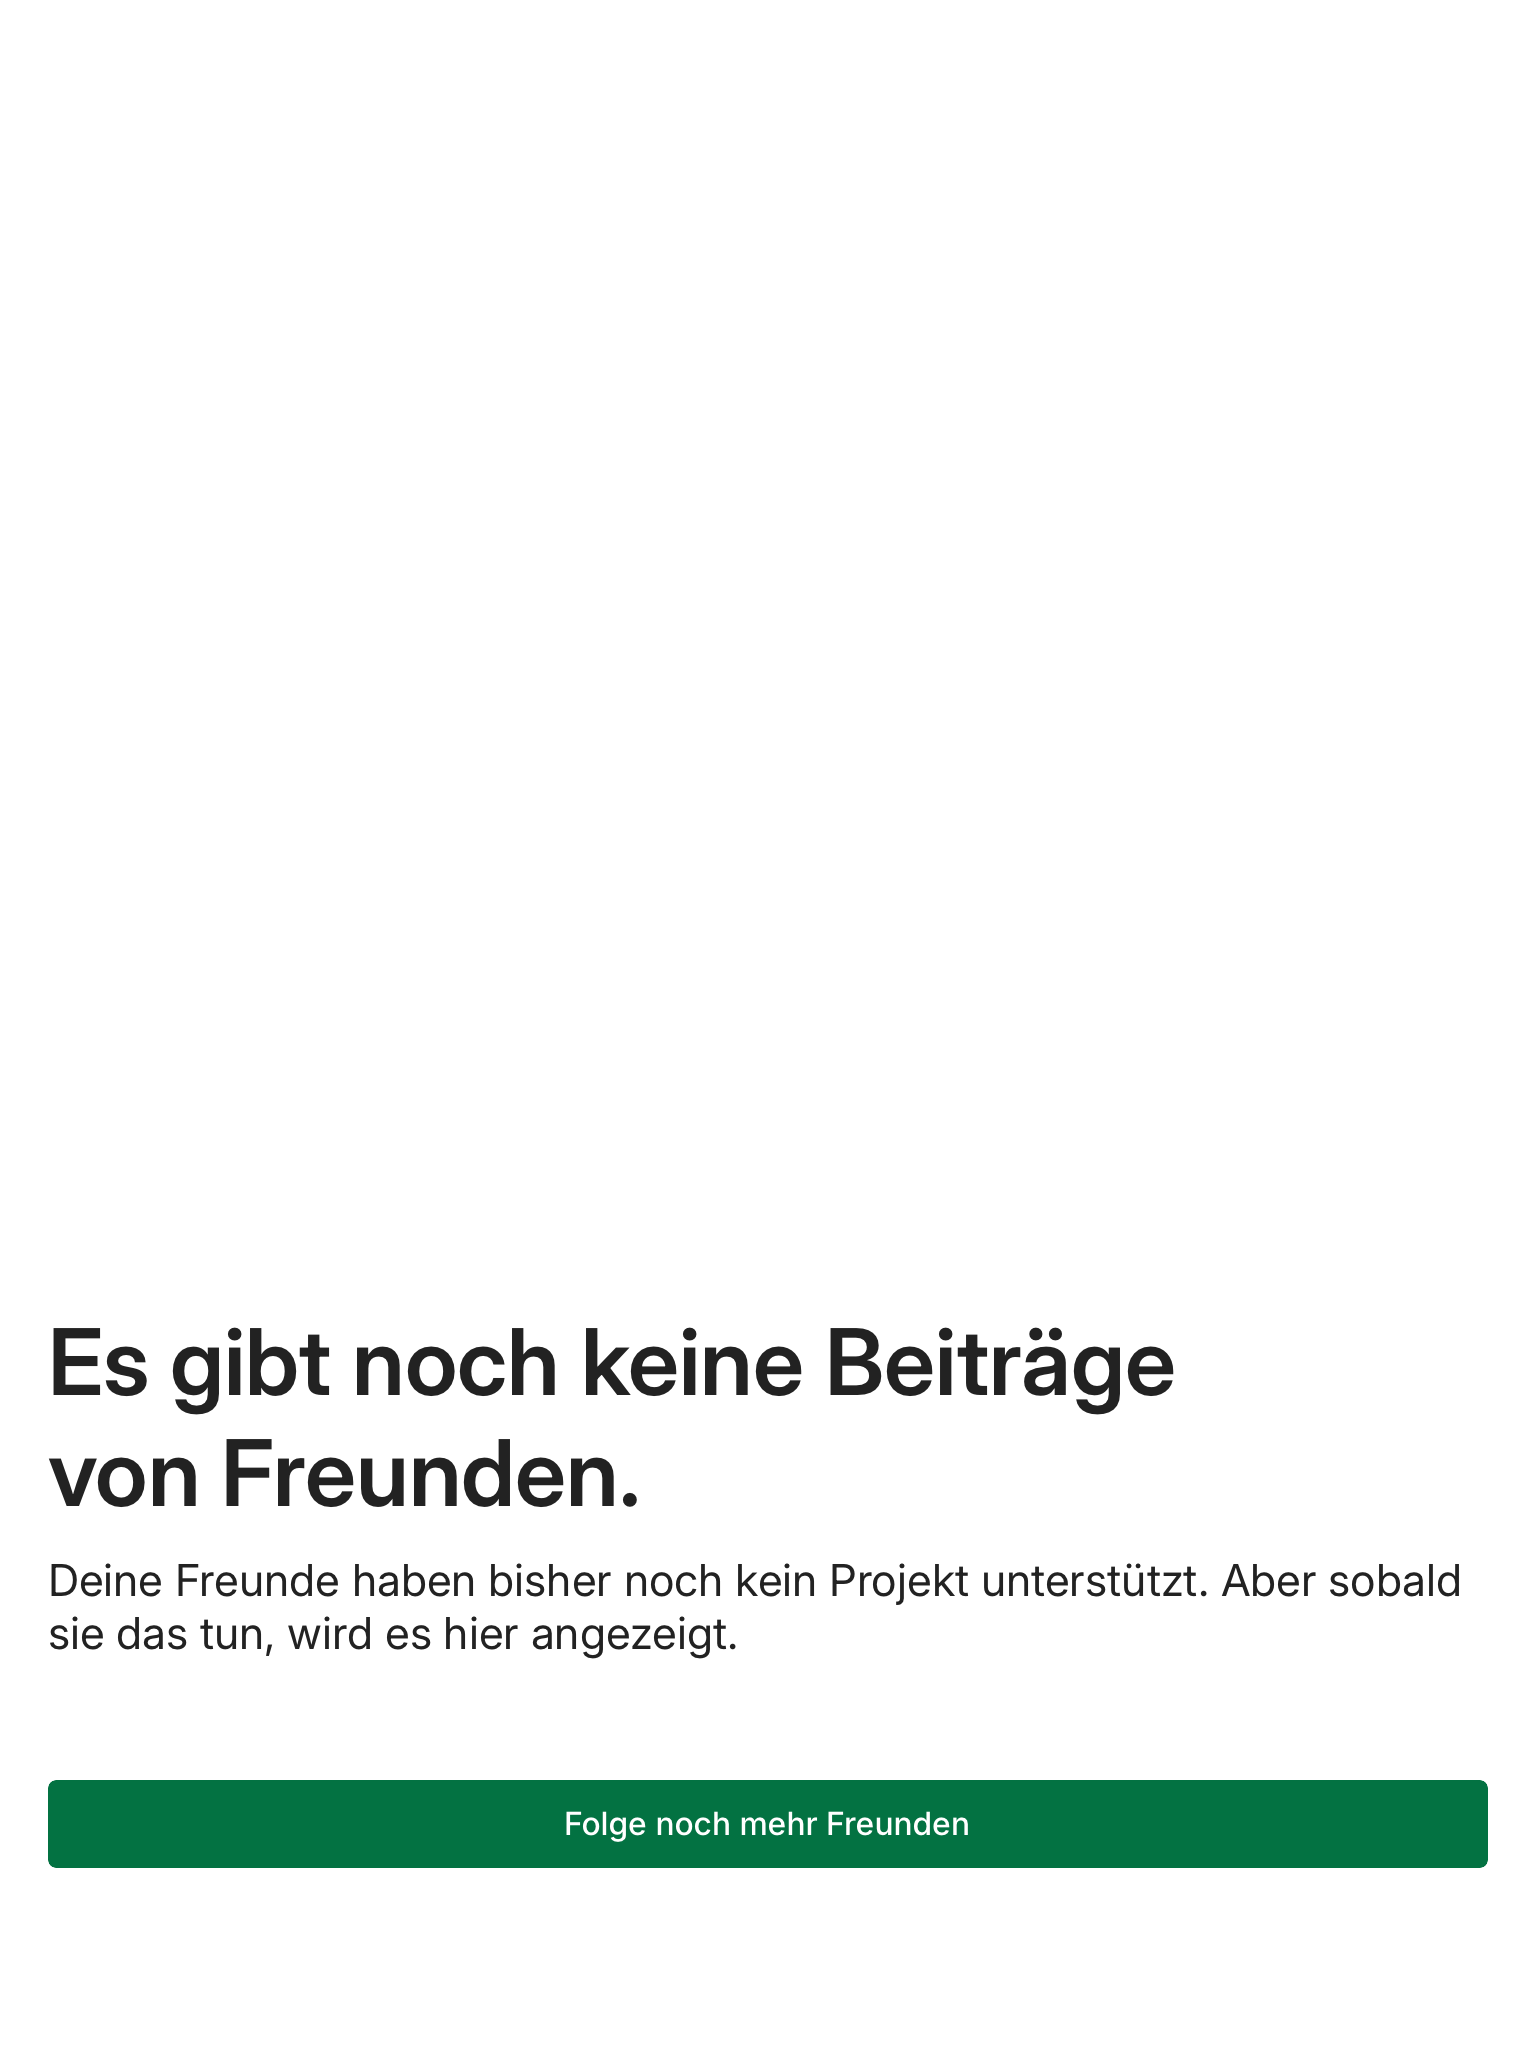 Es gibt noch keine Beiträge
von Freunden.
Deine Freunde haben bisher noch kein Projekt unterstützt. Aber sobald
sie das tun, wird es hier angezeigt.
Folge noch mehr Freunden